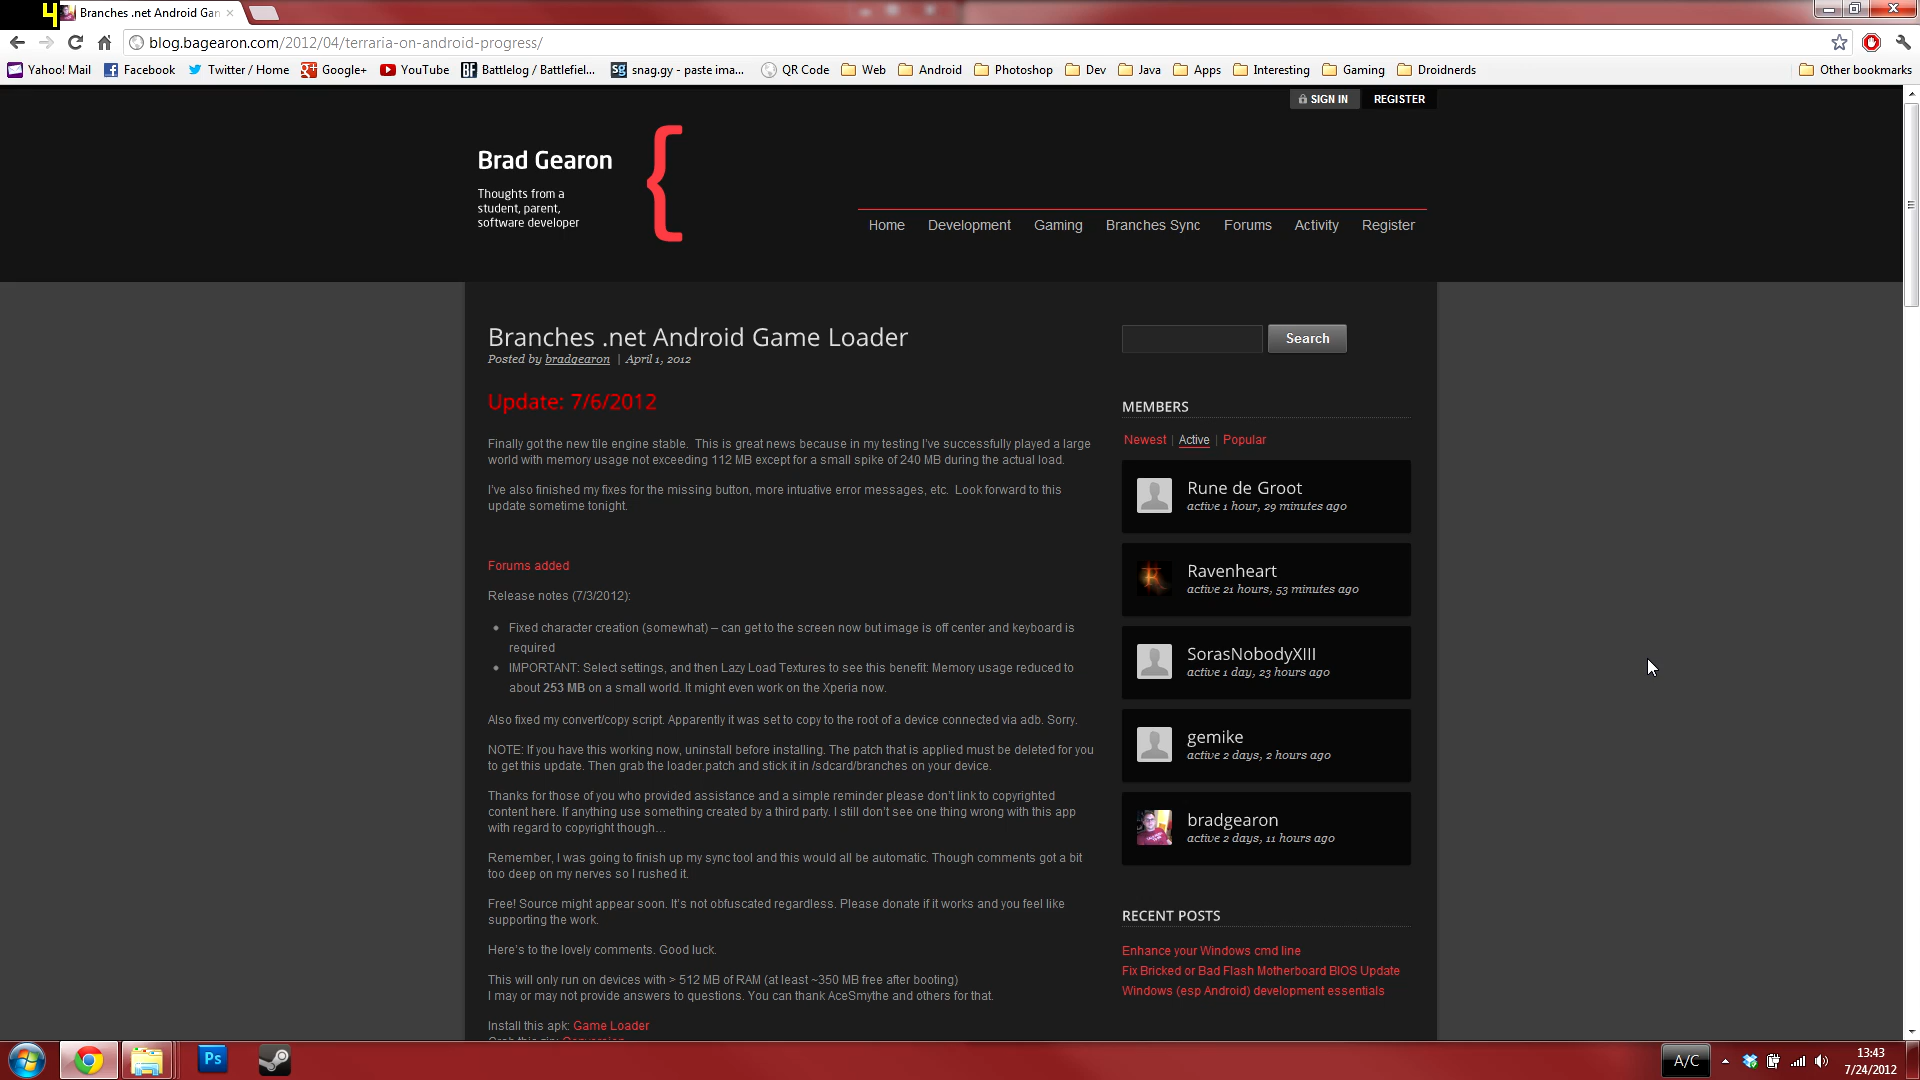 4
Branches .net Android Gan
blog.bagearon.com/2012/04/terraria-on-android-progress/
Yahoo! Mail Facebook Twitter / Home Google+ YouTube Battlelog / Battlefiel... snag.gy - paste ima... QR Code Web Android Photoshop Dev Java Apps Interesting Gaming Droidnerds Other bookmarks
SIGN IN REGISTER
Brad Gearon
{
Thoughts from a
student, parent,
software developer
Home Development Gaming Branches Sync Forums Activity Register
Branches .net Android Game Loader
Posted by bradgearon | April 1, 2012
Update: 7/6/2012
Finally got the new tile engine stable. This is great news because in my testing I've successfully played a large
world with memory usage not exceeding 112 MB except for a small spike of 240 MB during the actual load.
I've also finished my fixes for the missing button, more intuative error messages, etc. Look forward to this
update sometime tonight.
Forums added
Release notes (7/3/2012):
• Fixed character creation (somewhat) – can get to the screen now but image is off center and keyboard is
required
• IMPORTANT: Select settings, and then Lazy Load Textures to see this benefit: Memory usage reduced to
about 253 MB on a small world. It might even work on the Xperia now.
Also fixed my convert/copy script. Apparently it was set to copy to the root of a device connected via adb. Sorry.
NOTE: If you have this working now, uninstall before installing. The patch that is applied must be deleted for you
to get this update. Then grab the loader.patch and stick it in /sdcard/branches on your device.
Thanks for those of you who provided assistance and a simple reminder please don't link to copyrighted
content here. If anything use something created by a third party. I still don't see one thing wrong with this app
with regard to copyright though…
Remember, I was going to finish up my sync tool and this would all be automatic. Though comments got a bit
too deep on my nerves so I rushed it.
Free! Source might appear soon. It's not obfuscated regardless. Please donate if it works and you feel like
supporting the work.
Here's to the lovely comments. Good luck.
This will only run on devices with > 512 MB of RAM (at least ~350 MB free after booting)
I may or may not provide answers to questions. You can thank AceSmythe and others for that.
Install this apk: Game Loader
Search
MEMBERS
Newest | Active | Popular
Rune de Groot
active 1 hour, 29 minutes ago
Ravenheart
active 21 hours, 53 minutes ago
SorasNobodyXIII
active 1 day, 23 hours ago
gemike
active 2 days, 2 hours ago
bradgearon
active 2 days, 11 hours ago
RECENT POSTS
Enhance your Windows cmd line
Fix Bricked or Bad Flash Motherboard BIOS Update
Windows (esp Android) development essentials
Ps
A/C
13:43
7/24/2012